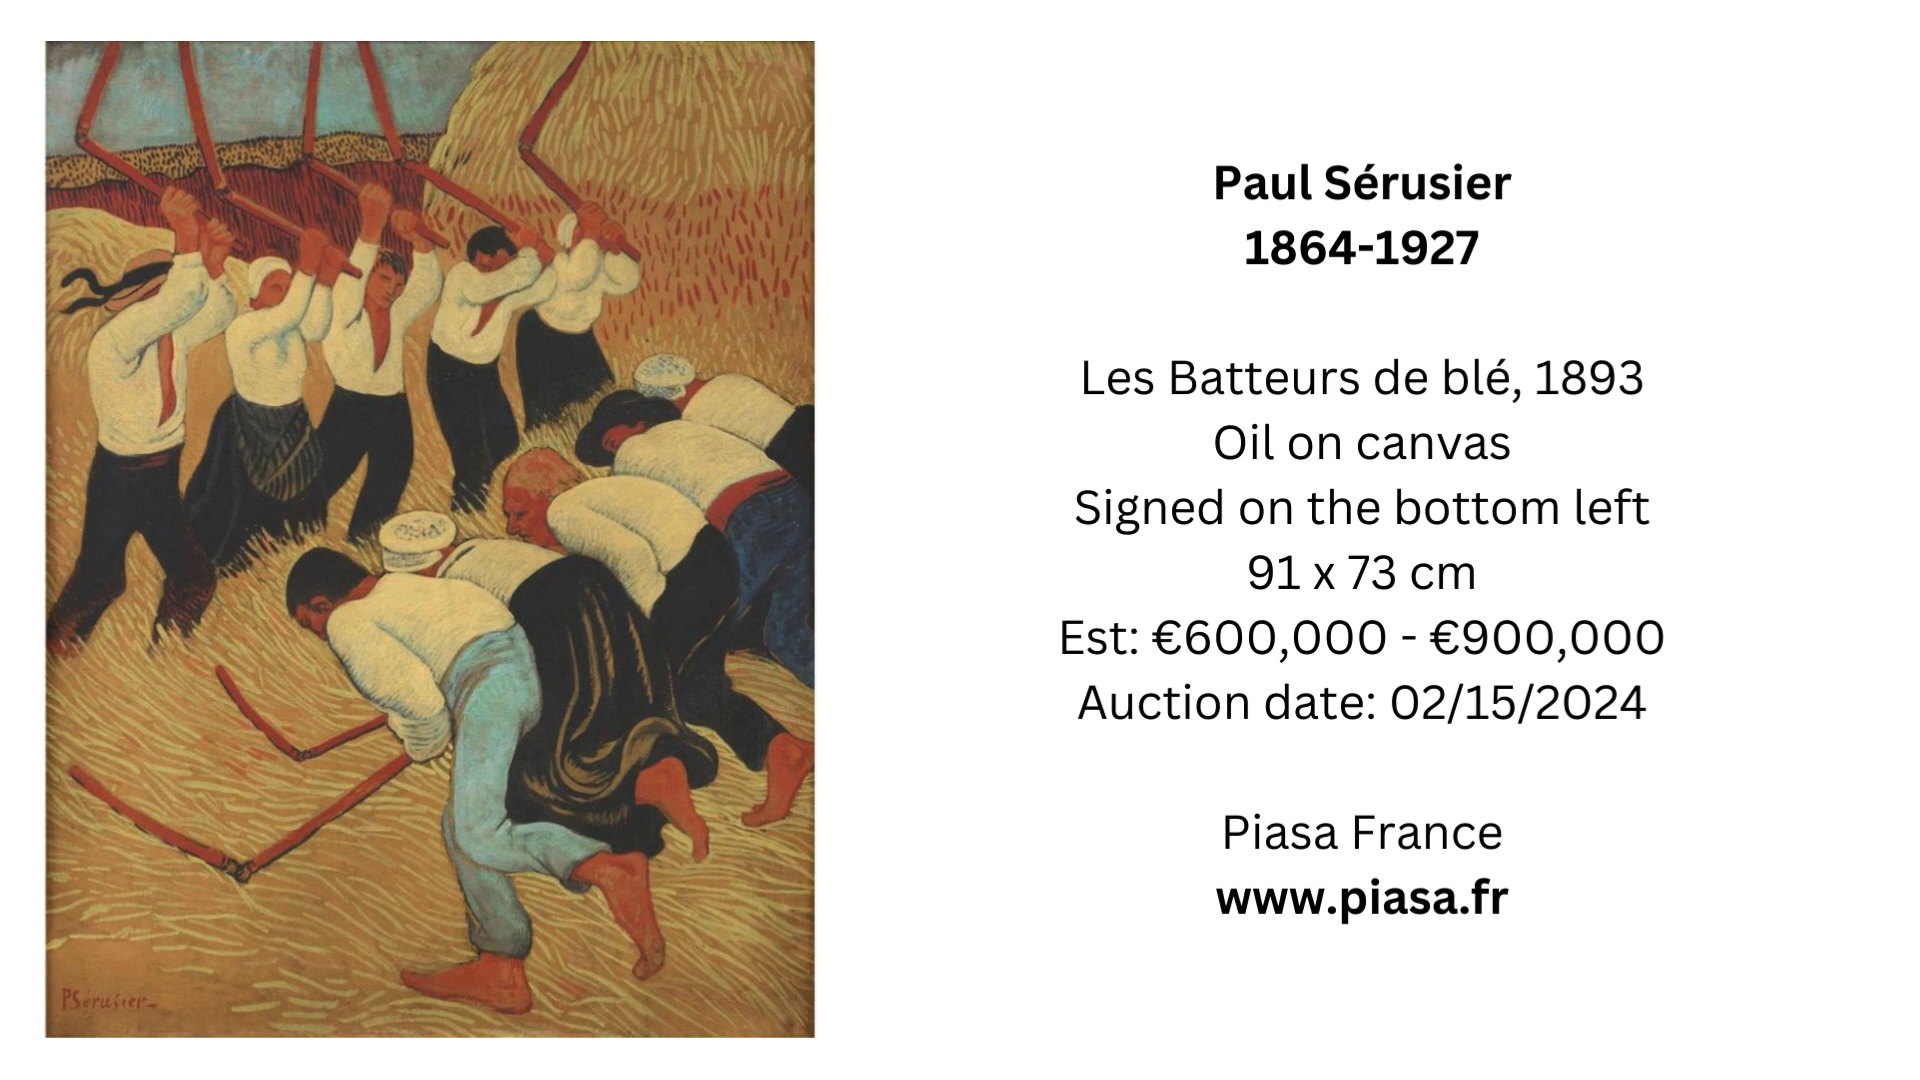 Paul Sérusier
1864-1927
Les Batteurs de blé, 1893
Oil on canvas
Signed on the bottom left
91 x 73 cm
Est: €600,000 - €900,000
Auction date: 02/15/2024
Piasa France
www.piasa.fr
PSérusier_